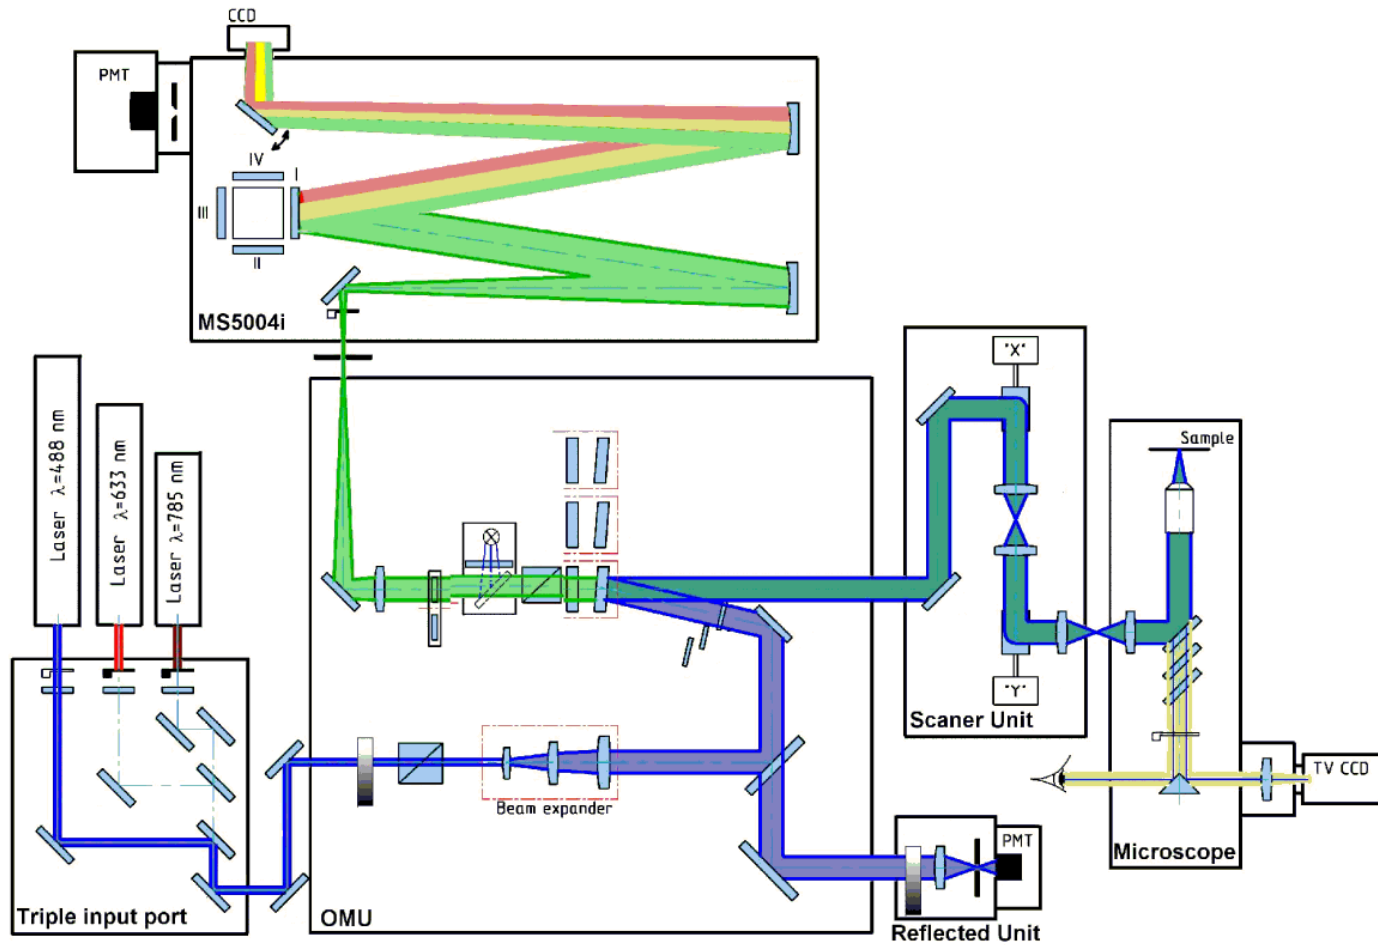 CCD
PMT
IV
I
III
II
MS5004i
"X"
Sample
Laser λ=488 nm
Laser λ=633 nm
Laser λ=785 nm
"Y"
Scaner Unit
TV CCD
Beam expander
PMT
Microscope
Triple input port
OMU
Reflected Unit